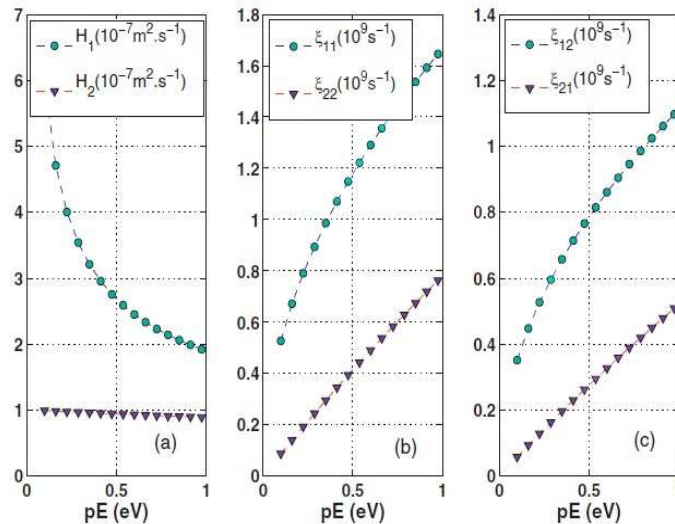 7
6
5
4
3
2
1
0
H₁(10⁻⁷m².s⁻¹)
H₂(10⁻⁷m².s⁻¹)
(a)
0
0.5
1
pE (eV)
1.8
1.6
1.4
1.2
1
0.8
0.6
0.4
0.2
0
ξ₁₁(10⁹s⁻¹)
ξ₂₂(10⁹s⁻¹)
(b)
0
0.5
1
pE (eV)
1.4
1.2
1
0.8
0.6
0.4
0.2
0
ξ₁₂(10⁹s⁻¹)
ξ₂₁(10⁹s⁻¹)
(c)
0
0.5
1
pE (eV)